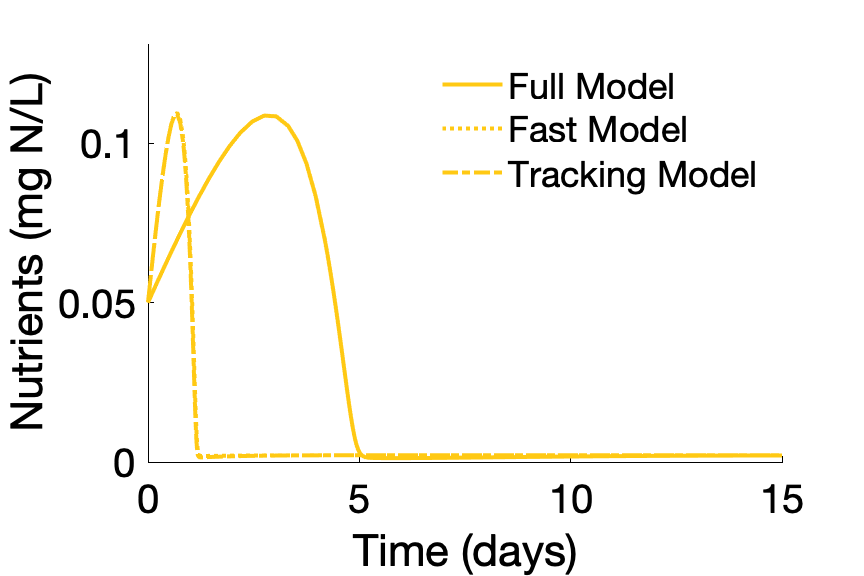 Full Model
Fast Model
Tracking Model
Nutrients (mg N/L)
0.1
0.05
0
0
5
10
15
Time (days)